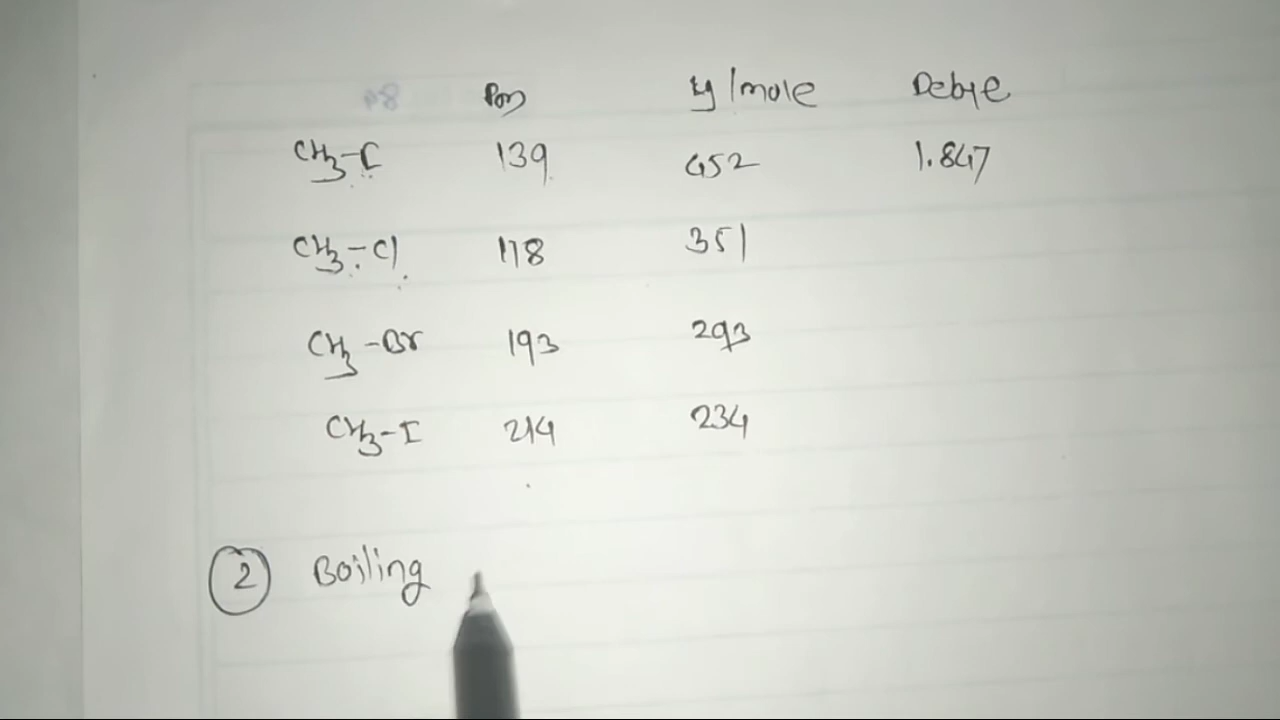 Pm kJ/mole Debye
CH3-F 139 452 1.847
CH3-Cl 178 351
CH3-Br 193 293
CH3-I 214 234
2 Boiling